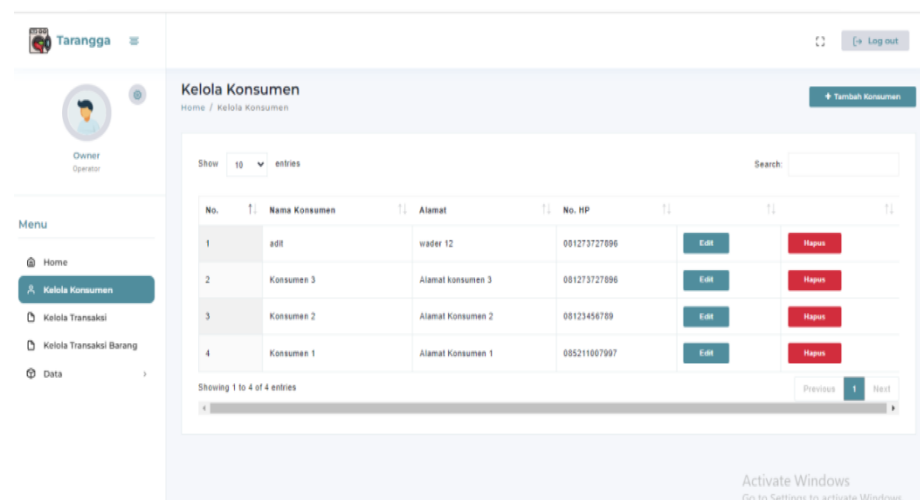 Tarangga
Log out
Owner
Operator
Menu
Home
Kelola Konsumen
Kelola Transaksi
Kelola Transaksi Barang
Data
Kelola Konsumen
Home / Kelola Konsumen
+ Tambah Konsumen
Show 10 entries
Search:
No. Nama Konsumen Alamat No. HP
1 adit wader 12 081273727896 Edit Hapus
2 Konsumen 3 Alamat konsumen 3 081273727896 Edit Hapus
3 Konsumen 2 Alamat Konsumen 2 08123456789 Edit Hapus
4 Konsumen 1 Alamat Konsumen 1 085211007997 Edit Hapus
Showing 1 to 4 of 4 entries
Previous 1 Next
Activate Windows
Go to Settings to activate Windows.